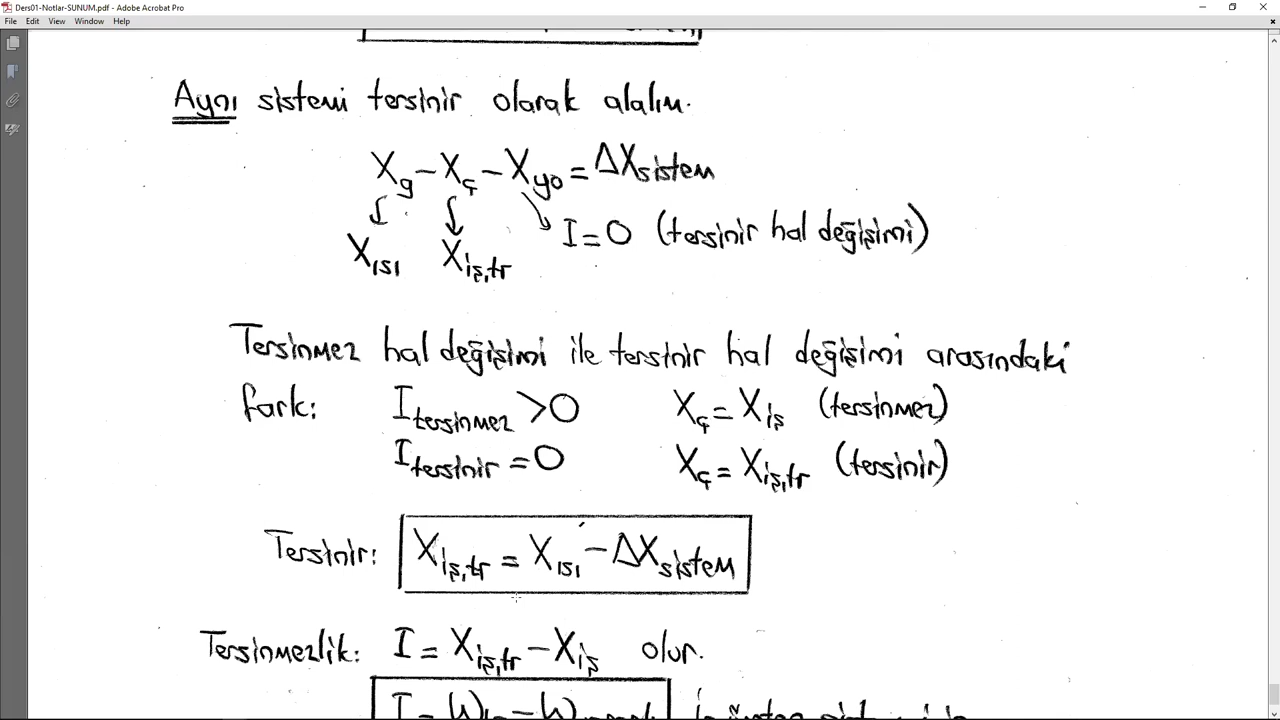 Ders01-Notlar-SUNUM.pdf - Adobe Acrobat Pro
File Edit View Window Help
Aynı sistemi tersinir olarak alalım.
Xg - Xç - Xyo = ΔXsistem
I = 0 (tersinir hal değişimi)
Xısı Xiş,tr
Tersinmez hal değişimi ile tersinir hal değişimi arasındaki
fark: Itersinmez > 0 Xç = Xiş (tersinmez)
Itersinir = 0 Xç = Xiş,tr (tersinir)
Tersinir: Xiş,tr = Xısı - ΔXsistem
Tersinmezlik: I = Xiş,tr - Xiş olur.